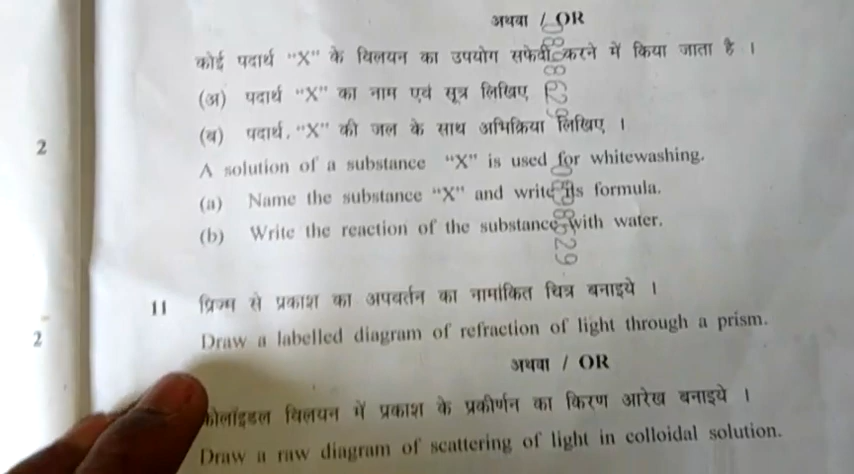 अथवा / OR
कोई पदार्थ "X" के विलयन का उपयोग सफेदी करने में किया जाता है ।
(अ) पदार्थ "X" का नाम एवं सूत्र लिखिए
(ब) पदार्थ, "X" की जल के साथ अभिक्रिया लिखिए ।
2
A solution of a substance "X" is used for whitewashing.
(a) Name the substance "X" and write its formula.
(b) Write the reaction of the substance with water.
11 प्रिज्म से प्रकाश का अपवर्तन का नामांकित चित्र बनाइये ।
2
Draw a labelled diagram of refraction of light through a prism.
अथवा / OR
कोलॉइडल विलयन में प्रकाश के प्रकीर्णन का किरण आरेख बनाइये ।
Draw a raw diagram of scattering of light in colloidal solution.